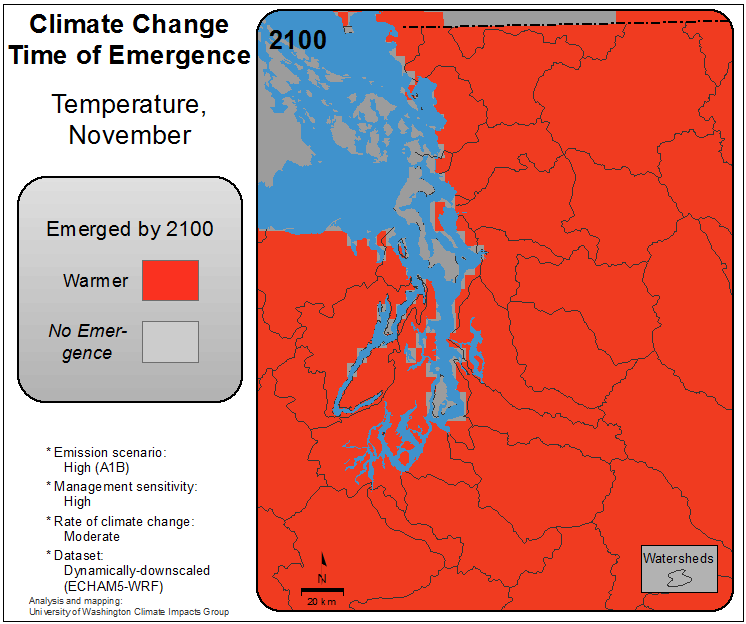 Climate Change
Time of Emergence
Temperature,
November
Emerged by 2100
Warmer
No Emer-
gence
* Emission scenario:
High (A1B)
* Management sensitivity:
High
* Rate of climate change:
Moderate
* Dataset:
Dynamically-downscaled
(ECHAM5-WRF)
Analysis and mapping:
University of Washington Climate Impacts Group
2100
N
20 km
Watersheds